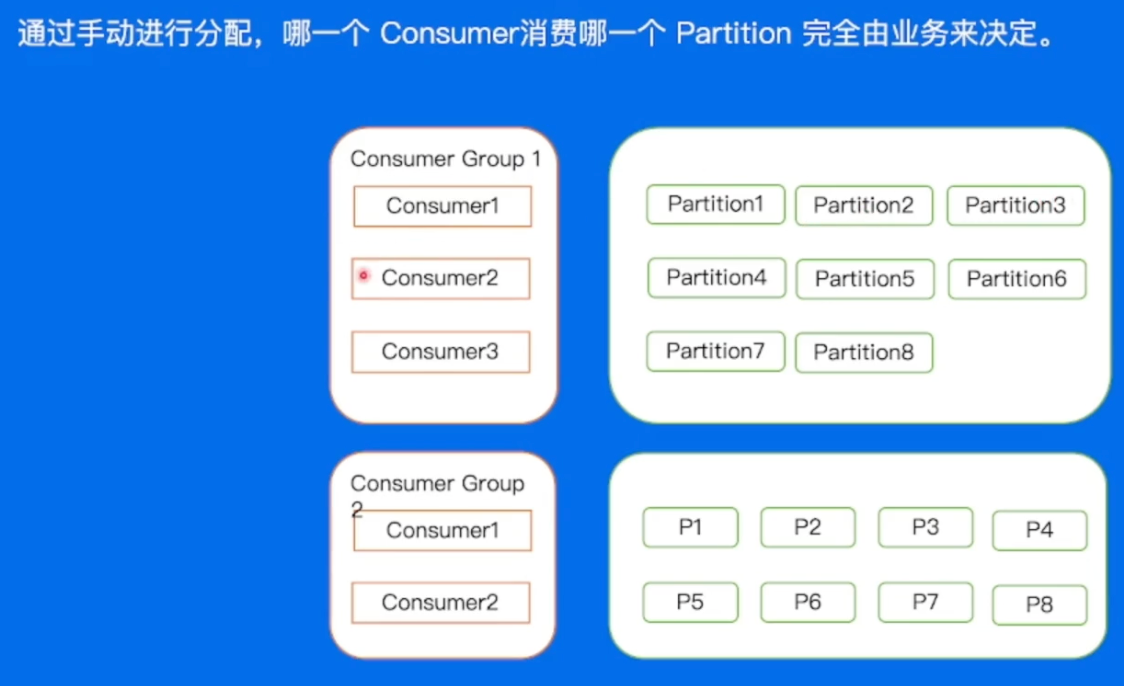 通过手动进行分配，哪一个 Consumer消费哪一个 Partition 完全由业务来决定。
Consumer Group 1
Consumer1
Consumer2
Consumer3
Partition1 Partition2 Partition3
Partition4 Partition5 Partition6
Partition7 Partition8
Consumer Group
2
Consumer1
Consumer2
P1 P2 P3 P4
P5 P6 P7 P8